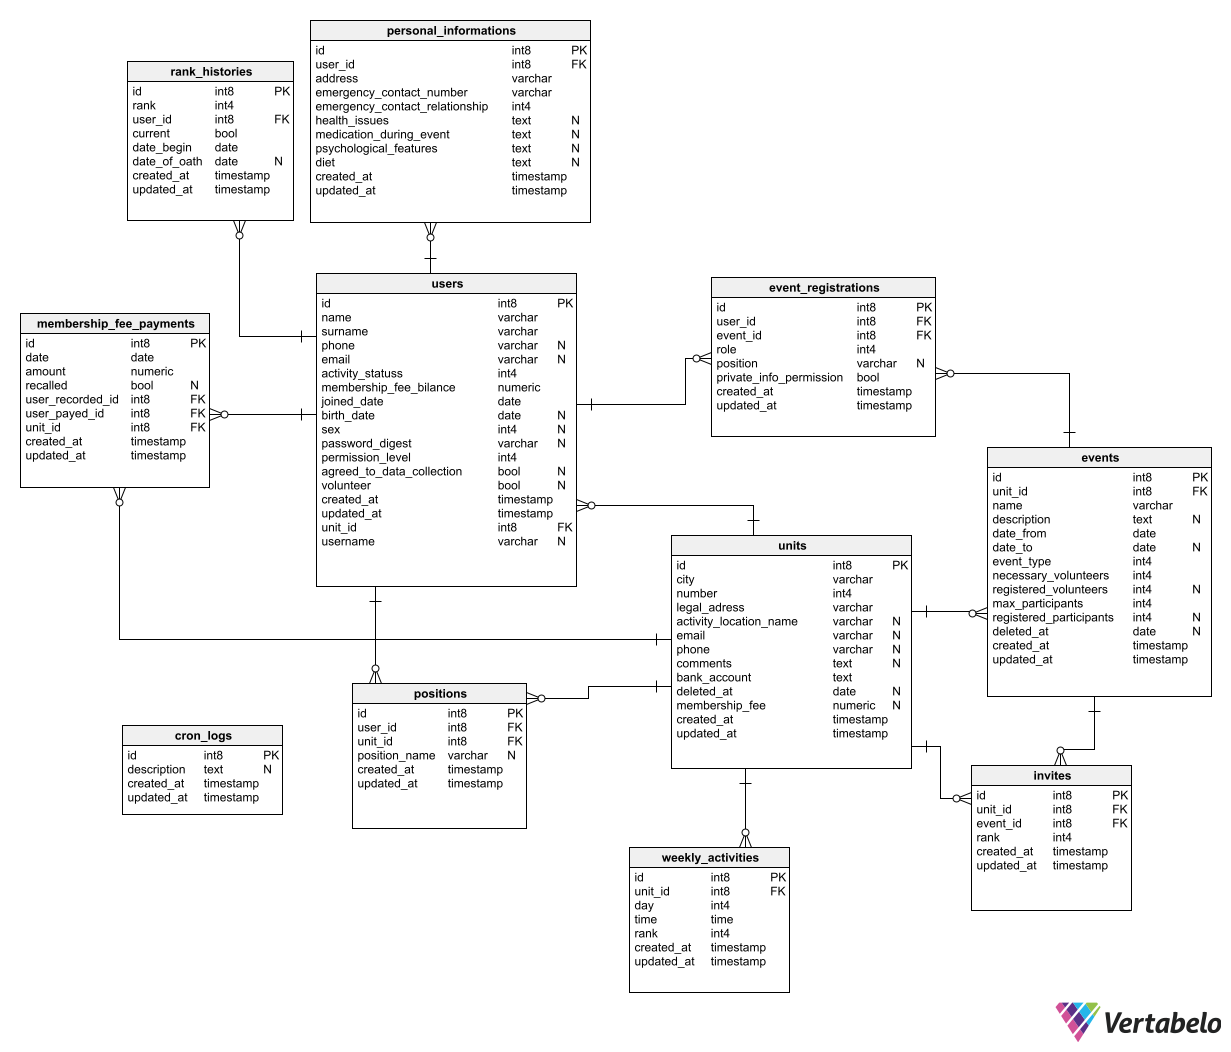 personal_informations
id int8 PK
user_id int8 FK
address varchar
emergency_contact_number varchar
emergency_contact_relationship int4
health_issues text N
medication_during_event text N
psychological_features text N
diet text N
created_at timestamp
updated_at timestamp
rank_histories
id int8 PK
rank int4
user_id int8 FK
current bool
date_begin date
date_of_oath date N
created_at timestamp
updated_at timestamp
users
id int8 PK
name varchar
surname varchar
phone varchar N
email varchar N
activity_statuss int4
membership_fee_bilance numeric
joined_date date
birth_date date N
sex int4 N
password_digest varchar N
permission_level int4
agreed_to_data_collection bool N
volunteer bool N
created_at timestamp
updated_at timestamp
unit_id int8 FK
username varchar N
event_registrations
id int8 PK
user_id int8 FK
event_id int8 FK
role int4
position varchar N
private_info_permission bool
created_at timestamp
updated_at timestamp
membership_fee_payments
id int8 PK
date date
amount numeric
recalled bool N
user_recorded_id int8 FK
user_payed_id int8 FK
unit_id int8 FK
created_at timestamp
updated_at timestamp
events
id int8 PK
unit_id int8 FK
name varchar
description text N
date_from date
date_to date N
event_type int4
necessary_volunteers int4
registered_volunteers int4 N
max_participants int4
registered_participants int4 N
deleted_at date N
created_at timestamp
updated_at timestamp
units
id int8 PK
city varchar
number int4
legal_adress varchar
activity_location_name varchar N
email varchar N
phone varchar N
comments text N
bank_account text
deleted_at date N
membership_fee numeric N
created_at timestamp
updated_at timestamp
positions
id int8 PK
user_id int8 FK
unit_id int8 FK
position_name varchar N
created_at timestamp
updated_at timestamp
cron_logs
id int8 PK
description text N
created_at timestamp
updated_at timestamp
invites
id int8 PK
unit_id int8 FK
event_id int8 FK
rank int4
created_at timestamp
updated_at timestamp
weekly_activities
id int8 PK
unit_id int8 FK
day int4
time time
rank int4
created_at timestamp
updated_at timestamp
Vertabelo